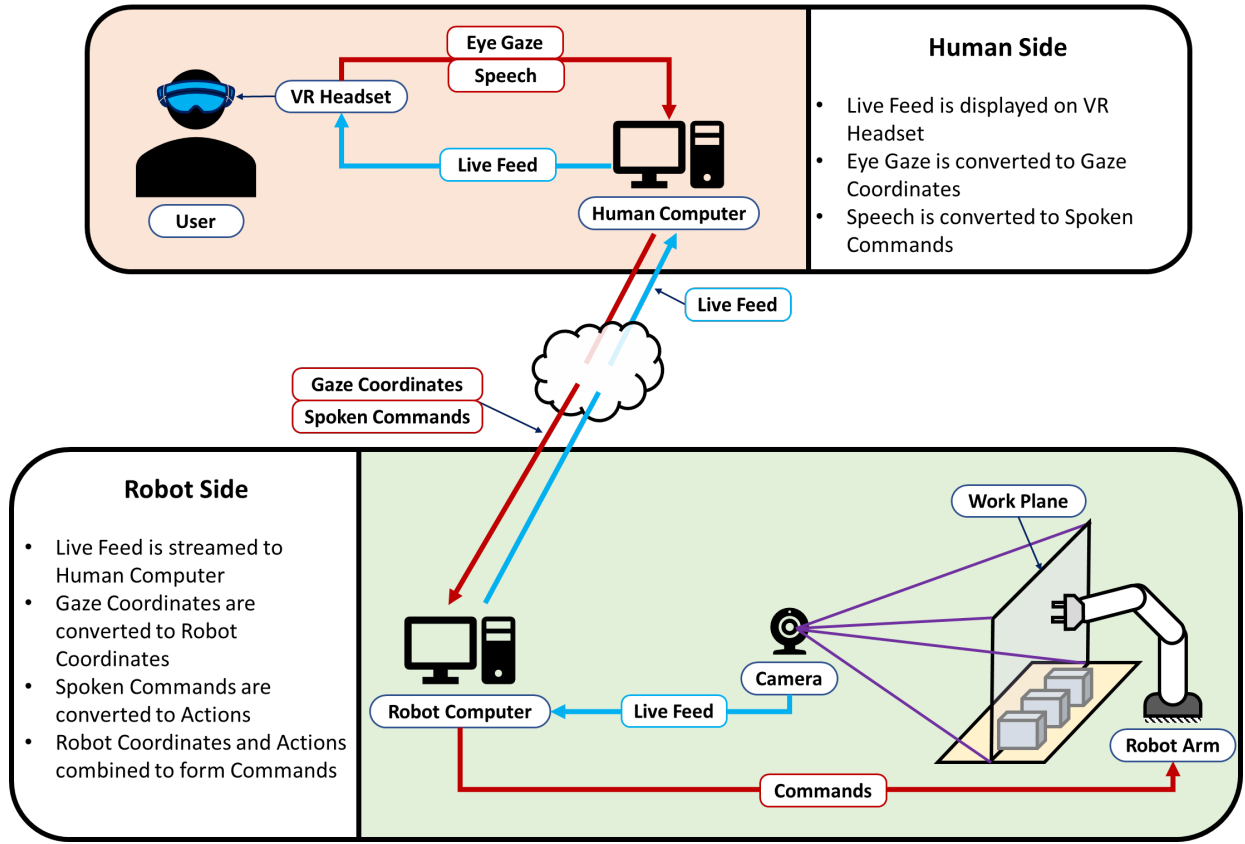 Eye Gaze
Speech
VR Headset
Live Feed
User
Human Computer
Human Side
• Live Feed is displayed on VR
Headset
• Eye Gaze is converted to Gaze
Coordinates
• Speech is converted to Spoken
Commands
Live Feed
Gaze Coordinates
Spoken Commands
Robot Side
• Live Feed is streamed to
Human Computer
• Gaze Coordinates are
converted to Robot
Coordinates
• Spoken Commands are
converted to Actions
• Robot Coordinates and Actions
combined to form Commands
Work Plane
Camera
Robot Computer
Live Feed
Robot Arm
Commands